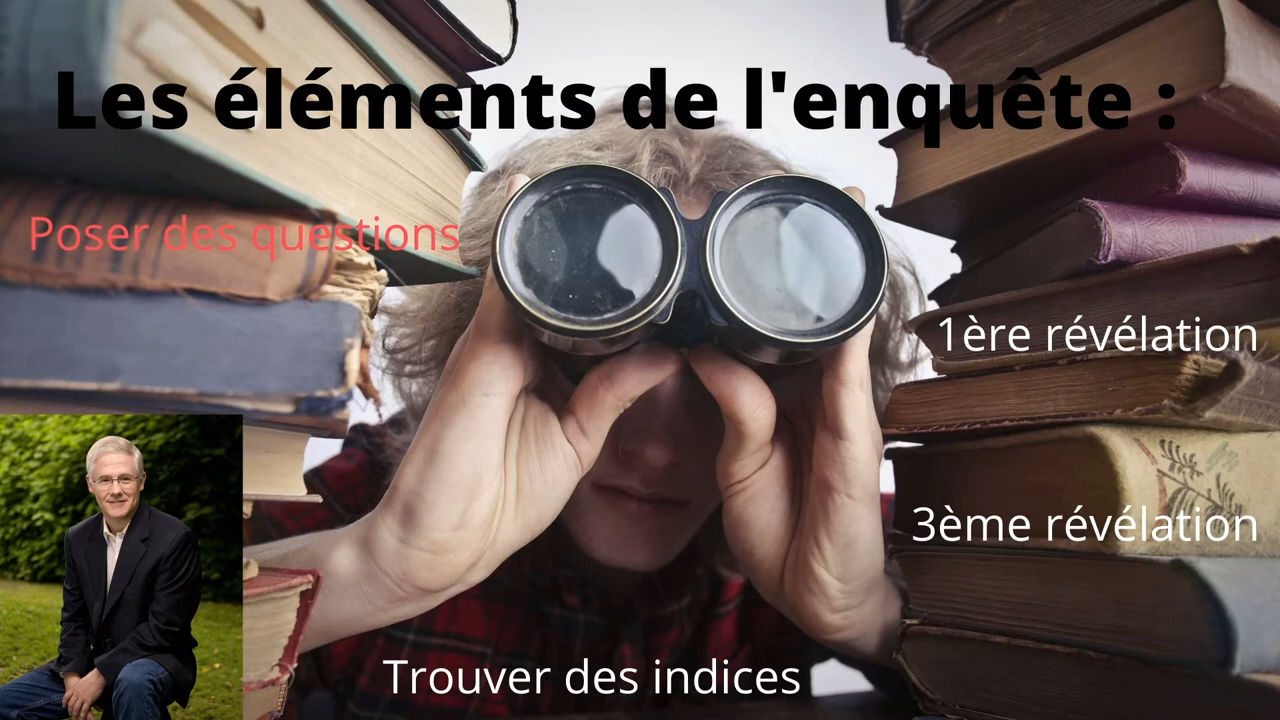 Les éléments de l'enquête :
Poser des questions
1ère révélation
3ème révélation
Trouver des indices